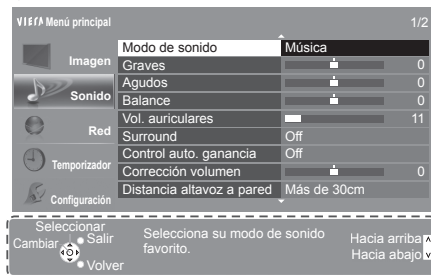 VIErA Menú principal 1/2
Imagen
Sonido
Red
Temporizador
Configuración
Modo de sonido Música
Graves 0
Agudos 0
Balance 0
Vol. auriculares 11
Surround Off
Control auto. ganancia Off
Corrección volumen 0
Distancia altavoz a pared Más de 30cm
Seleccionar
Cambiar Salir
Volver
Selecciona su modo de sonido
favorito.
Hacia arriba
Hacia abajo